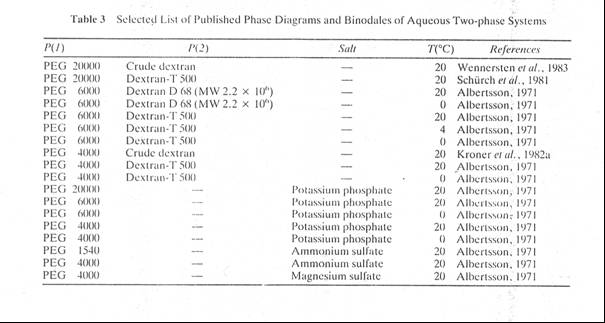 Table 3 Selected List of Published Phase Diagrams and Binodales of Aqueous Two-phase Systems
P(1) P(2) Salt T(°C) References
PEG 20000 Crude dextran — 20 Wennersten et al., 1983
PEG 20000 Dextran-T 500 — 20 Schürch et al., 1981
PEG 6000 Dextran D 68 (MW 2.2 × 10⁶) — 20 Albertsson, 1971
PEG 6000 Dextran D 68 (MW 2.2 × 10⁶) — 0 Albertsson, 1971
PEG 6000 Dextran-T 500 — 20 Albertsson, 1971
PEG 6000 Dextran-T 500 — 4 Albertsson, 1971
PEG 6000 Dextran-T 500 — 0 Albertsson, 1971
PEG 4000 Crude dextran — 20 Kroner et al., 1982a
PEG 4000 Dextran-T 500 — 20 Albertsson, 1971
PEG 4000 Dextran-T 500 — 0 Albertsson, 1971
PEG 20000 — Potassium phosphate 20 Albertsson, 1971
PEG 6000 — Potassium phosphate 20 Albertsson, 1971
PEG 6000 — Potassium phosphate 0 Albertsson, 1971
PEG 4000 — Potassium phosphate 20 Albertsson, 1971
PEG 4000 — Potassium phosphate 0 Albertsson, 1971
PEG 1540 — Ammonium sulfate 20 Albertsson, 1971
PEG 4000 — Ammonium sulfate 20 Albertsson, 1971
PEG 4000 — Magnesium sulfate 20 Albertsson, 1971